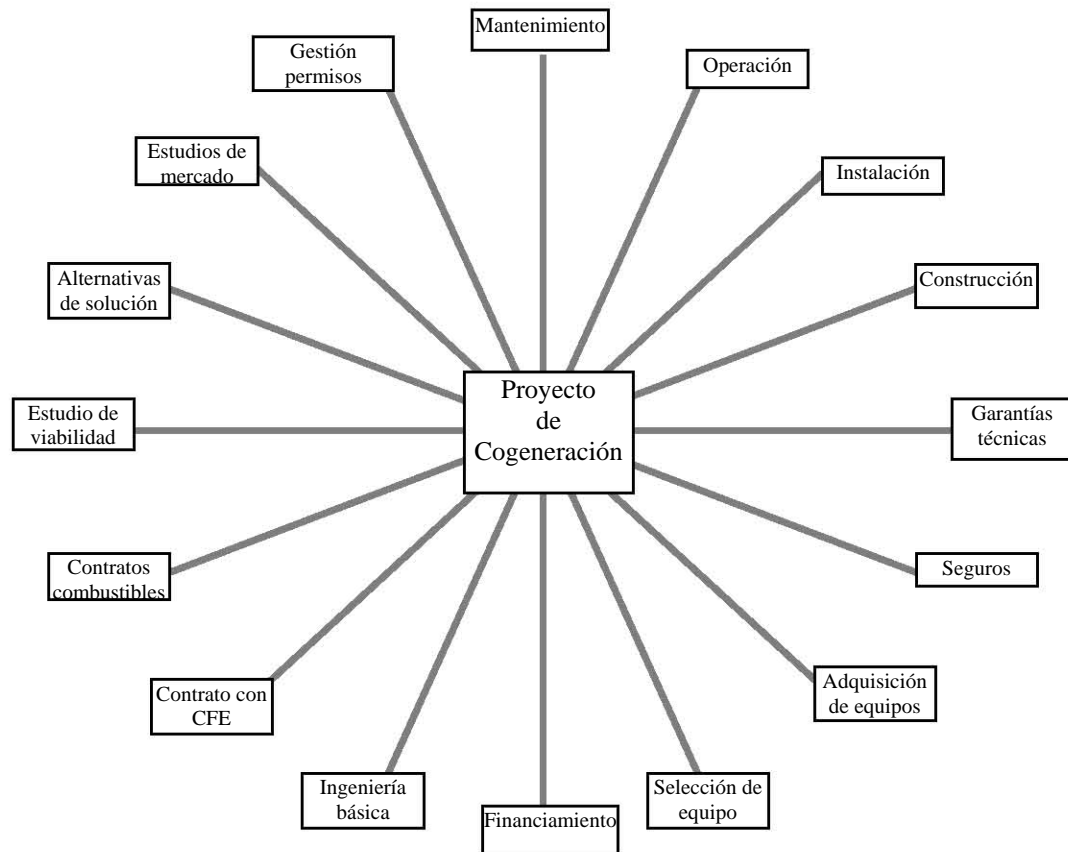 Mantenimiento
Gestión
permisos
Operación
Estudios de
mercado
Instalación
Alternativas
de solución
Construcción
Proyecto
de
Cogeneración
Estudio de
viabilidad
Garantías
técnicas
Contratos
combustibles
Seguros
Contrato con
CFE
Adquisición
de equipos
Ingeniería
básica
Financiamiento
Selección de
equipo